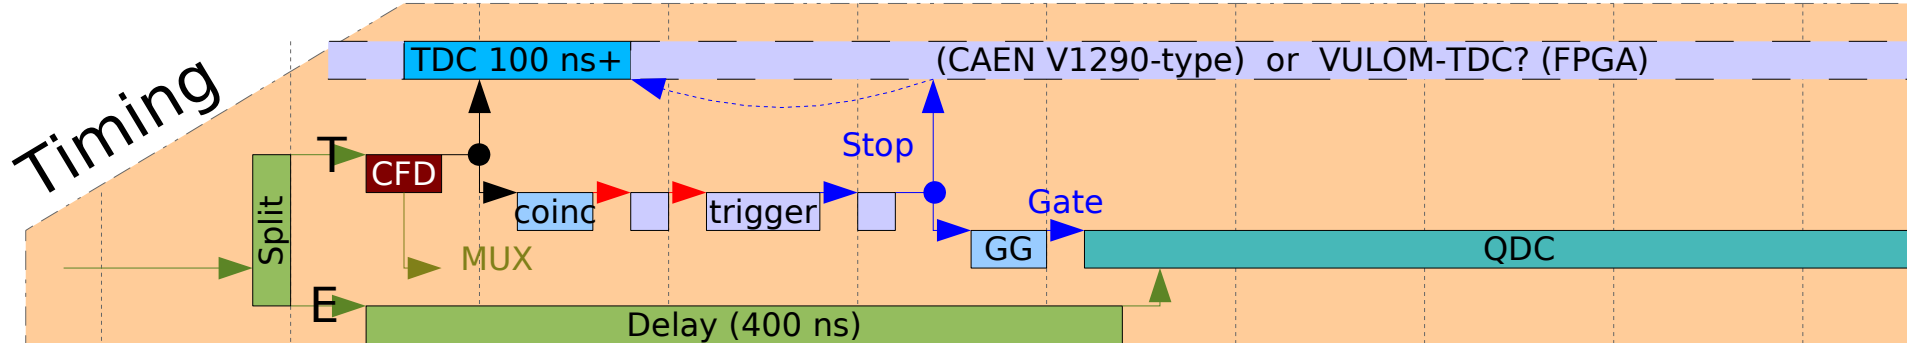 Timing
TDC 100 ns+
(CAEN V1290-type) or VULOM-TDC? (FPGA)
T
CFD
Stop
coinc
trigger
Gate
Split
MUX
GG
QDC
E
Delay (400 ns)